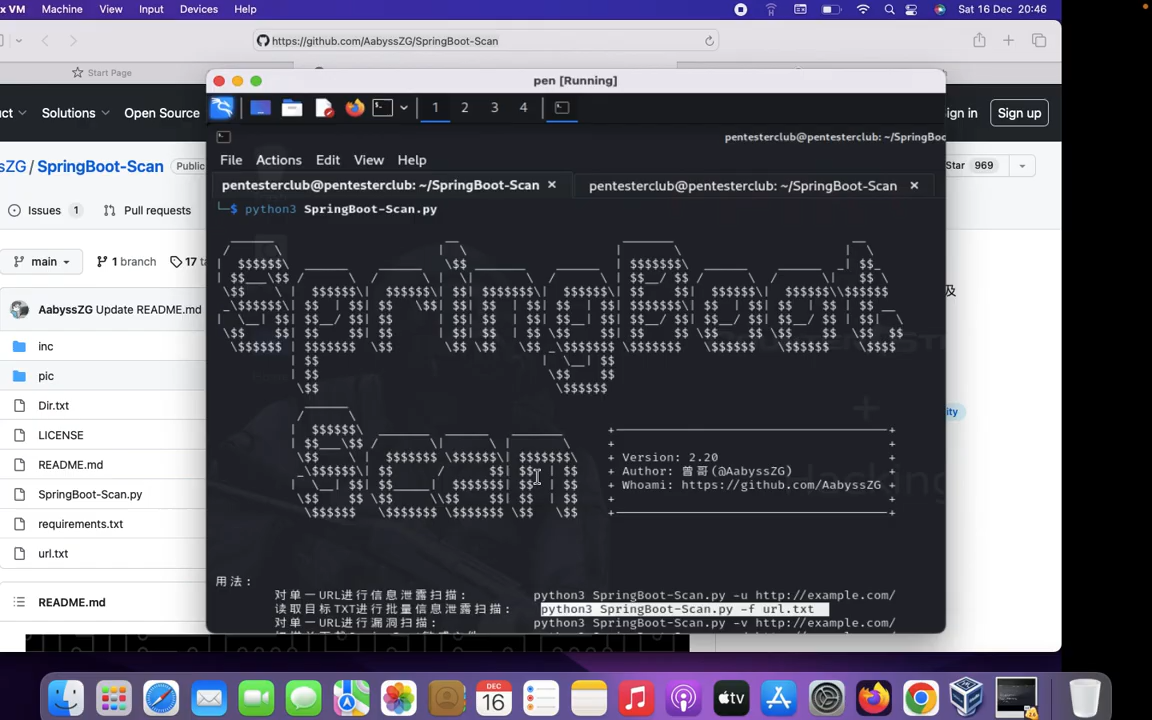 x VM Machine View Input Devices Help Sat 16 Dec 20:46
https://github.com/AabyssZG/SpringBoot-Scan
Start Page
pen [Running]
uct Solutions Open Source
ign in Sign up
1 2 3 4
pentesterclub@pentesterclub: ~/SpringBoo
sZG / SpringBoot-Scan Public
Star 969
File Actions Edit View Help
pentesterclub@pentesterclub: ~/SpringBoot-Scan
pentesterclub@pentesterclub: ~/SpringBoot-Scan
Issues 1 Pull requests
└─$ python3 SpringBoot-Scan.py
main 1 branch 17 ta
SpringBoot
及
AabyssZG Update README.md
inc
pic
Dir.txt
ity
LICENSE
Scan
README.md
+ Version: 2.20 +
+ Author: 曾哥(@AabyssZG) +
+ Whoami: https://github.com/AabyssZG +
SpringBoot-Scan.py
requirements.txt
url.txt
用法:
对单一URL进行信息泄露扫描: python3 SpringBoot-Scan.py -u http://example.com/
读取目标TXT进行批量信息泄露扫描: python3 SpringBoot-Scan.py -f url.txt
对单一URL进行漏洞扫描: python3 SpringBoot-Scan.py -v http://example.com/
README.md
DEC
16
tv